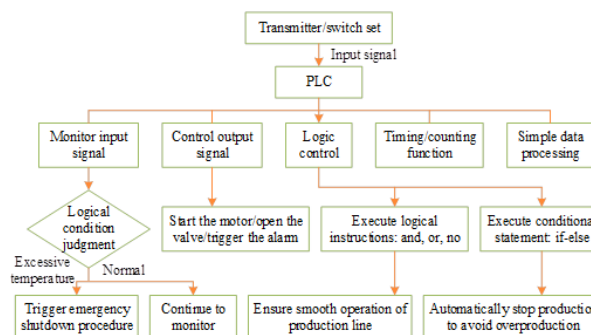 Transmitter/switch set
Input signal
PLC
Monitor input
signal
Control output
signal
Logic
control
Timing/counting
function
Simple data
processing
Logical
condition
judgment
Start the motor/open the
valve/trigger the alarm
Execute logical
instructions: and, or, no
Execute conditiona
statement: if-else
Excessive
temperature
Normal
Trigger emergency
shutdown procedure
Continue to
monitor
Ensure smooth operation of
production line
Automatically stop production
to avoid overproduction